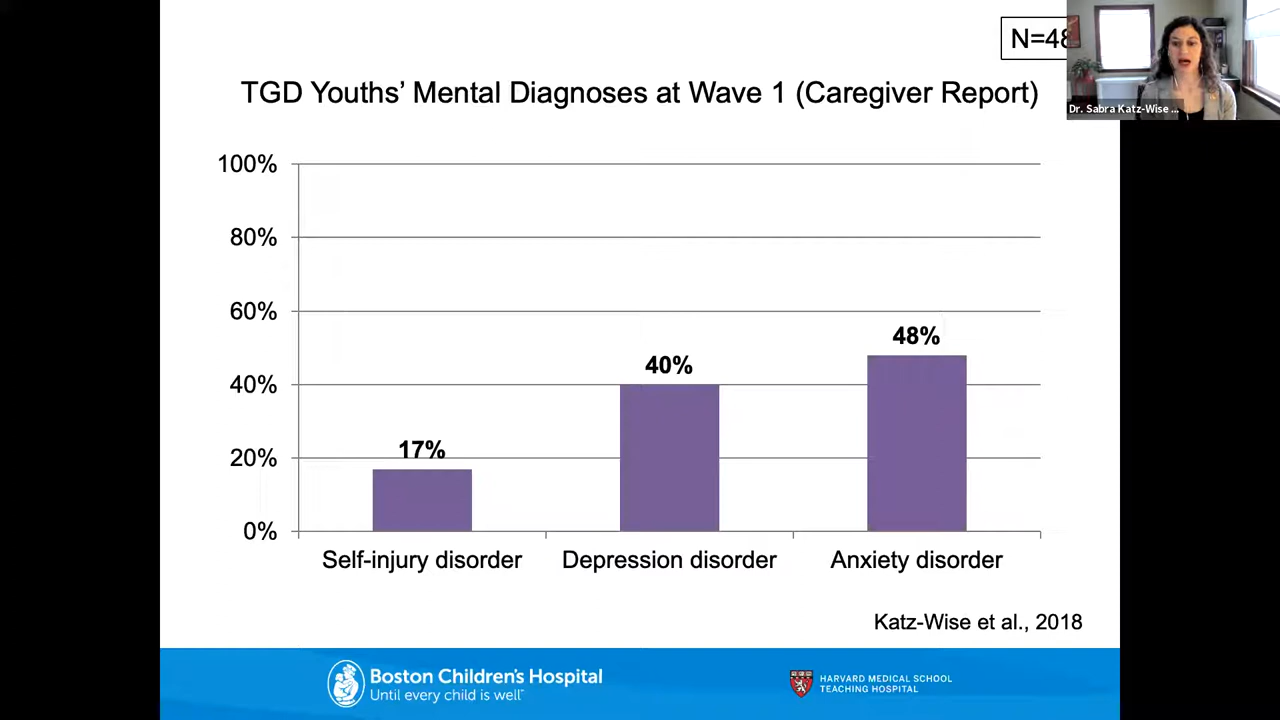 N=48
Dr. Sabra Katz-Wise ...
TGD Youths’ Mental Diagnoses at Wave 1 (Caregiver Report)
100%
80%
60%
40%
20%
0%
17%
40%
48%
Self-injury disorder
Depression disorder
Anxiety disorder
Katz-Wise et al., 2018
Boston Children’s Hospital
Until every child is well™
HARVARD MEDICAL SCHOOL
TEACHING HOSPITAL